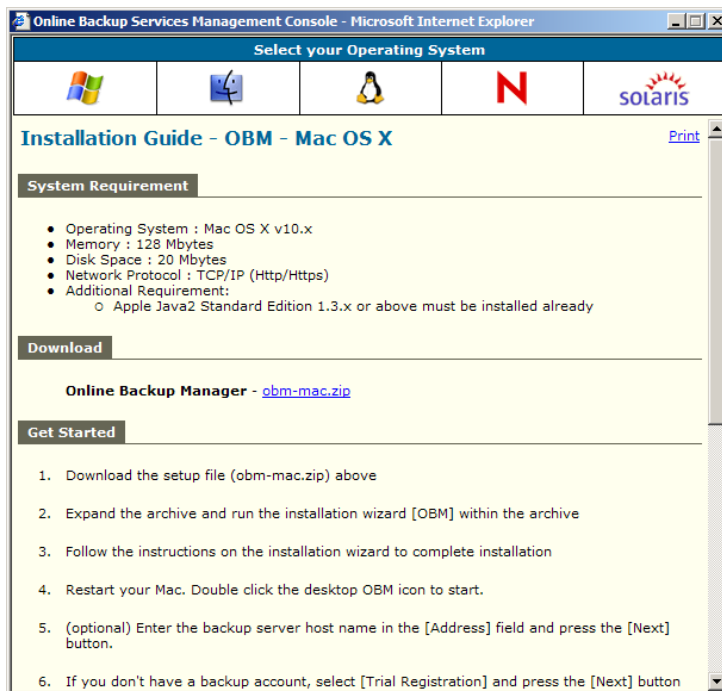 Online Backup Services Management Console - Microsoft Internet Explorer
Select your Operating System
N
solaris
Installation Guide - OBM - Mac OS X
Print
System Requirement
● Operating System : Mac OS X v10.x
● Memory : 128 Mbytes
● Disk Space : 20 Mbytes
● Network Protocol : TCP/IP (Http/Https)
● Additional Requirement:
○ Apple Java2 Standard Edition 1.3.x or above must be installed already
Download
Online Backup Manager - obm-mac.zip
Get Started
1. Download the setup file (obm-mac.zip) above
2. Expand the archive and run the installation wizard [OBM] within the archive
3. Follow the instructions on the installation wizard to complete installation
4. Restart your Mac. Double click the desktop OBM icon to start.
5. (optional) Enter the backup server host name in the [Address] field and press the [Next]
button.
6. If you don't have a backup account, select [Trial Registration] and press the [Next] button